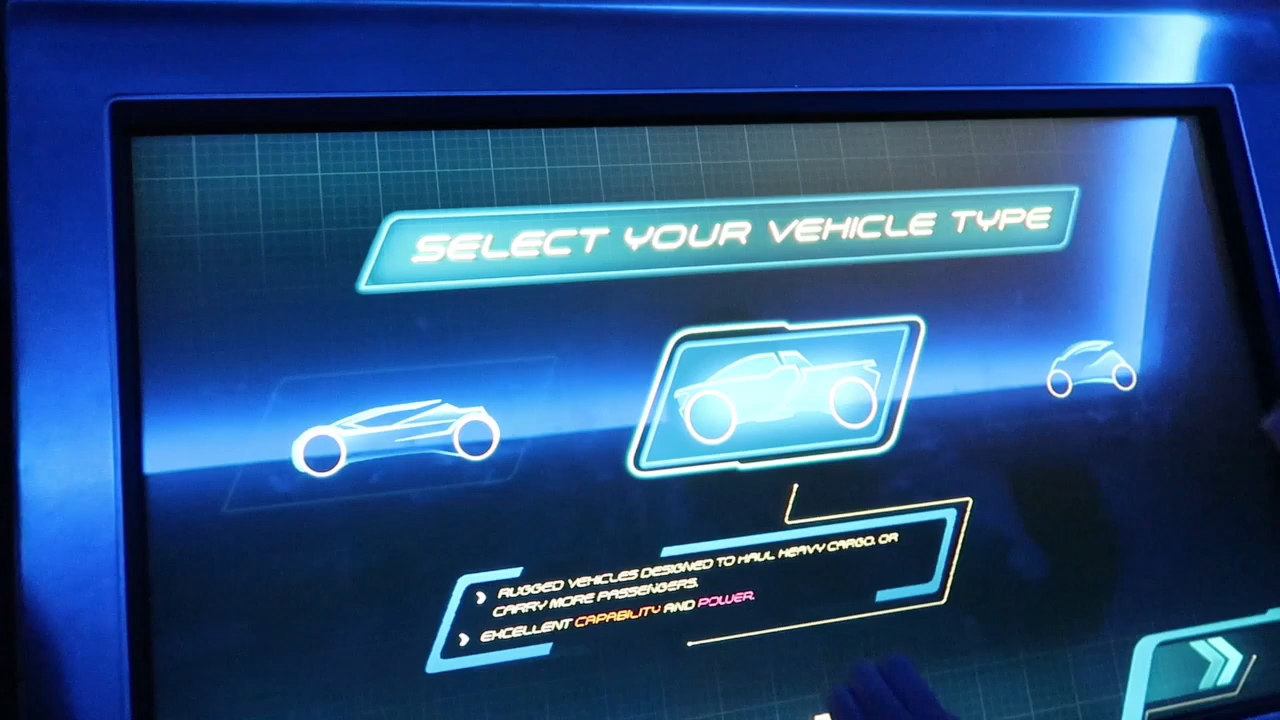 SELECT YOUR VEHICLE TYPE
RUGGED VEHICLES DESIGNED TO HAUL HEAVY CARGO, OR
CARRY MORE PASSENGERS.
EXCELLENT CAPABILITY AND POWER.